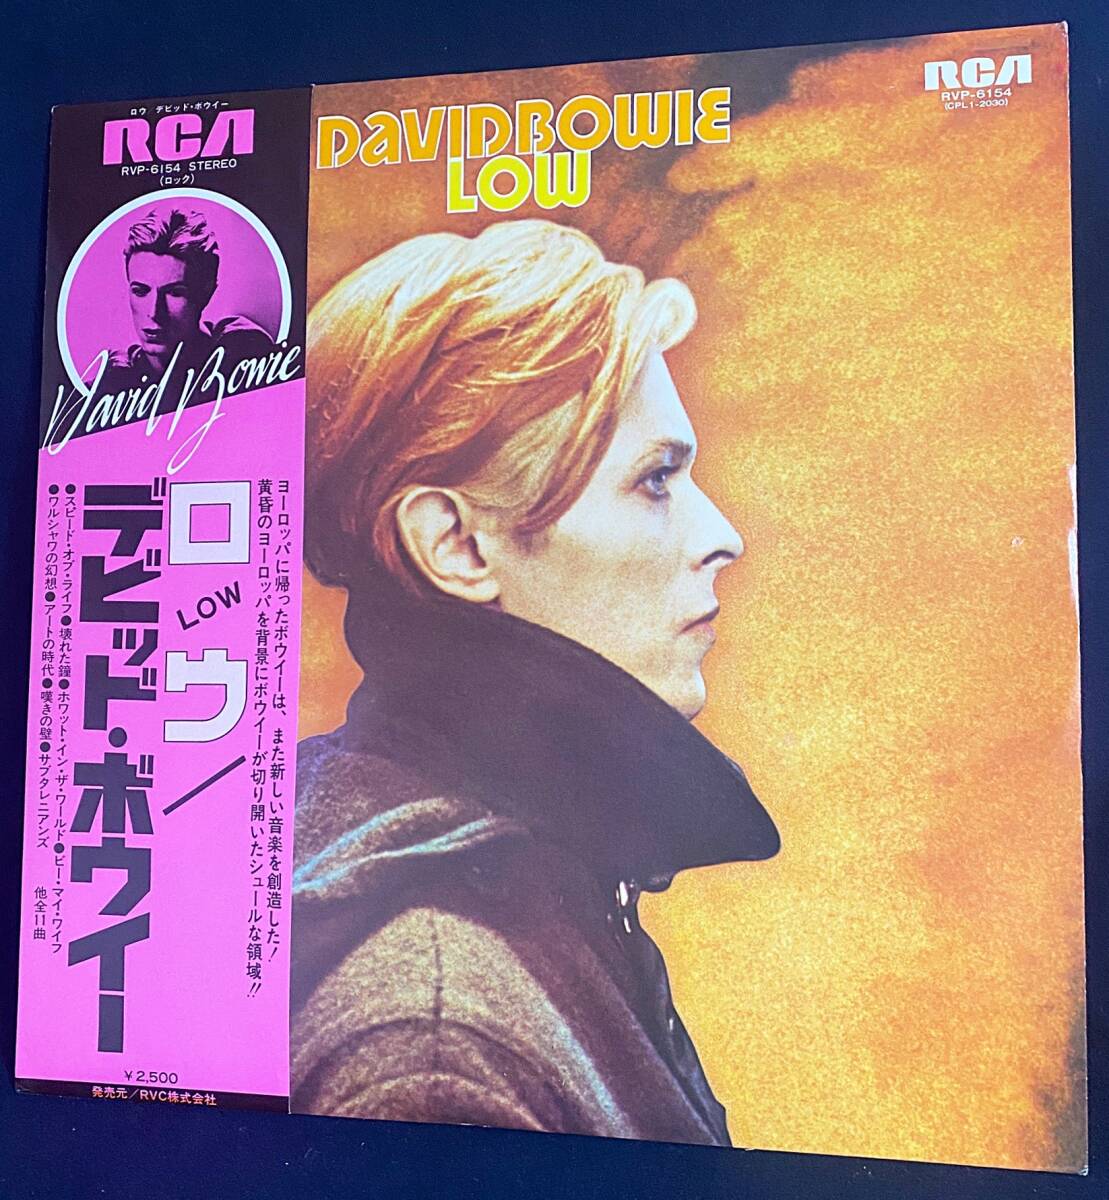 ロウ デビッド・ボウイー
RCA
RVP-6154 STEREO
(ロック)
David Bowie
ロウ/
LOW
デビッド・ボウイー
ヨーロッパに帰ったボウイーは、また新しい音楽を創造した!
黄昏のヨーロッパを背景にボウイーが切り開いたシュールな領域!!
●スピード・オブ・ライフ●壊れた鐘●ホワット・イン・ザ・ワールド●ビー・マイ・ワイフ
●ワルシャワの幻想●アートの時代●嘆きの壁●サブタレニアンズ
他全11曲
¥2,500
発売元/RVC株式会社
DAVID BOWIE
LOW
RCA
RVP-6154
(CPL1-2030)